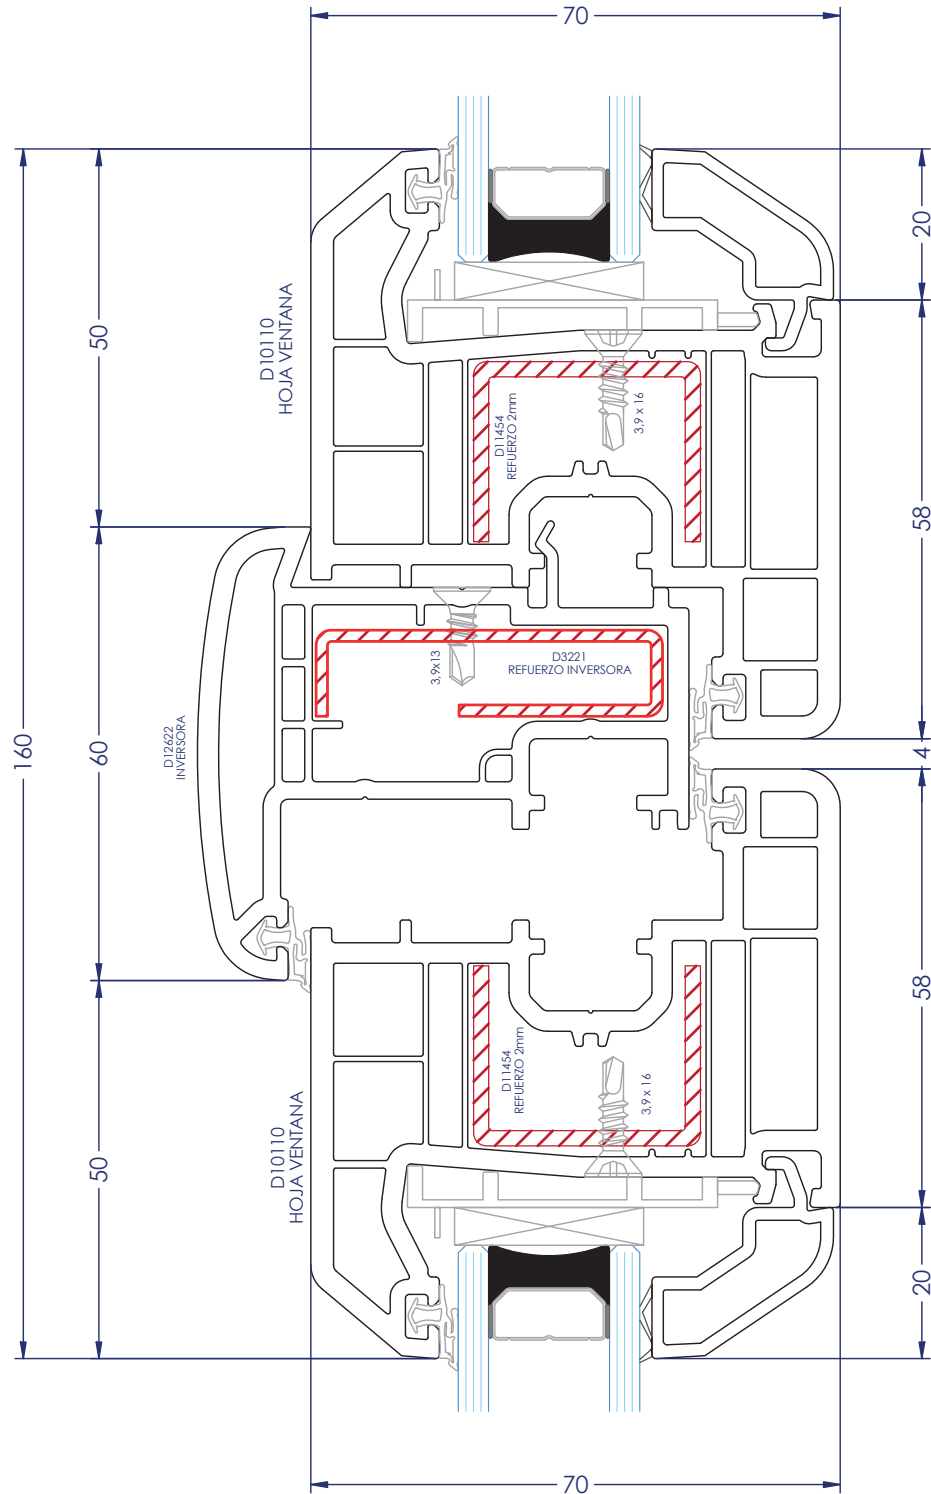 70
20
50
D10110
HOJA VENTANA
D11454
REFUERZO 2mm
3,9 x 16
58
3,9x13
D3221
REFUERZO INVERSORA
D12622
INVERSORA
160
60
4
58
D11454
REFUERZO 2mm
3,9 x 16
D10110
HOJA VENTANA
50
20
70